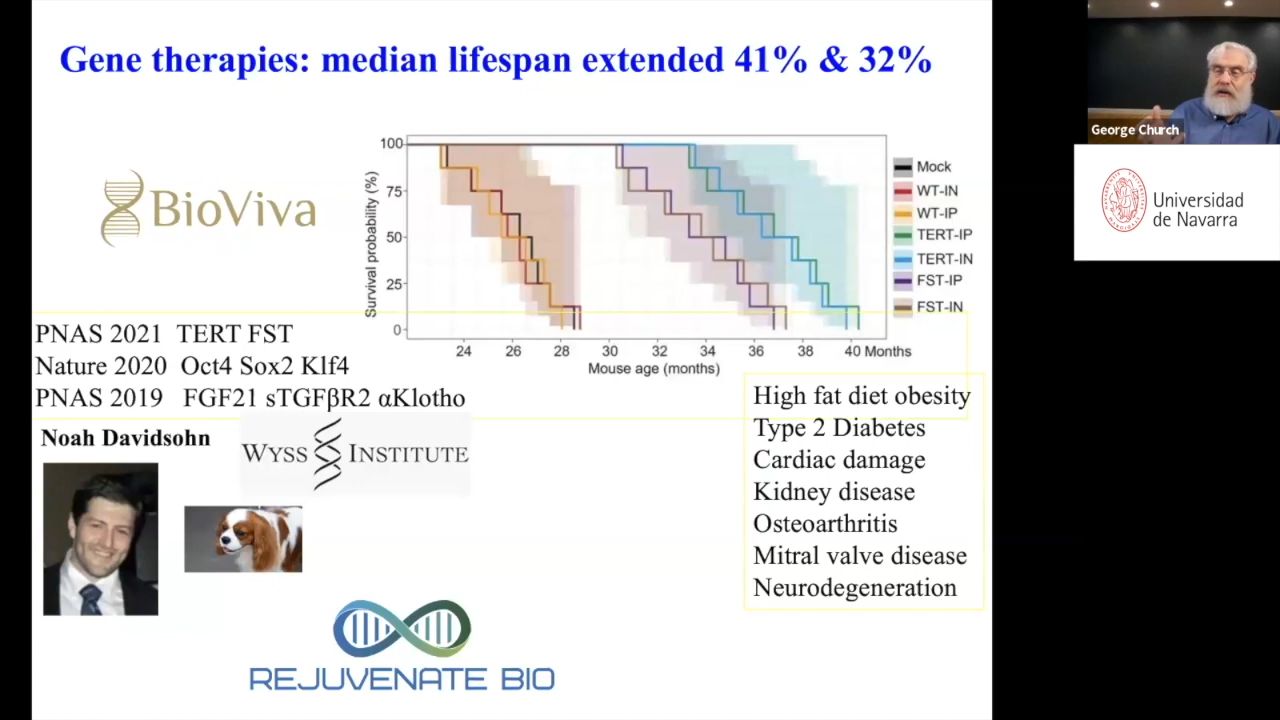 Gene therapies: median lifespan extended 41% & 32%
BioViva
Survival probability (%)
100
75
50
25
0
24 26 28 30 32 34 36 38 40 Months
Mouse age (months)
Mock
WT-IN
WT-IP
TERT-IP
TERT-IN
FST-IP
FST-IN
PNAS 2021 TERT FST
Nature 2020 Oct4 Sox2 Klf4
PNAS 2019 FGF21 sTGFβR2 αKlotho
Noah Davidsohn
WYSS INSTITUTE
REJUVENATE BIO
High fat diet obesity
Type 2 Diabetes
Cardiac damage
Kidney disease
Osteoarthritis
Mitral valve disease
Neurodegeneration
George Church
Universidad
de Navarra